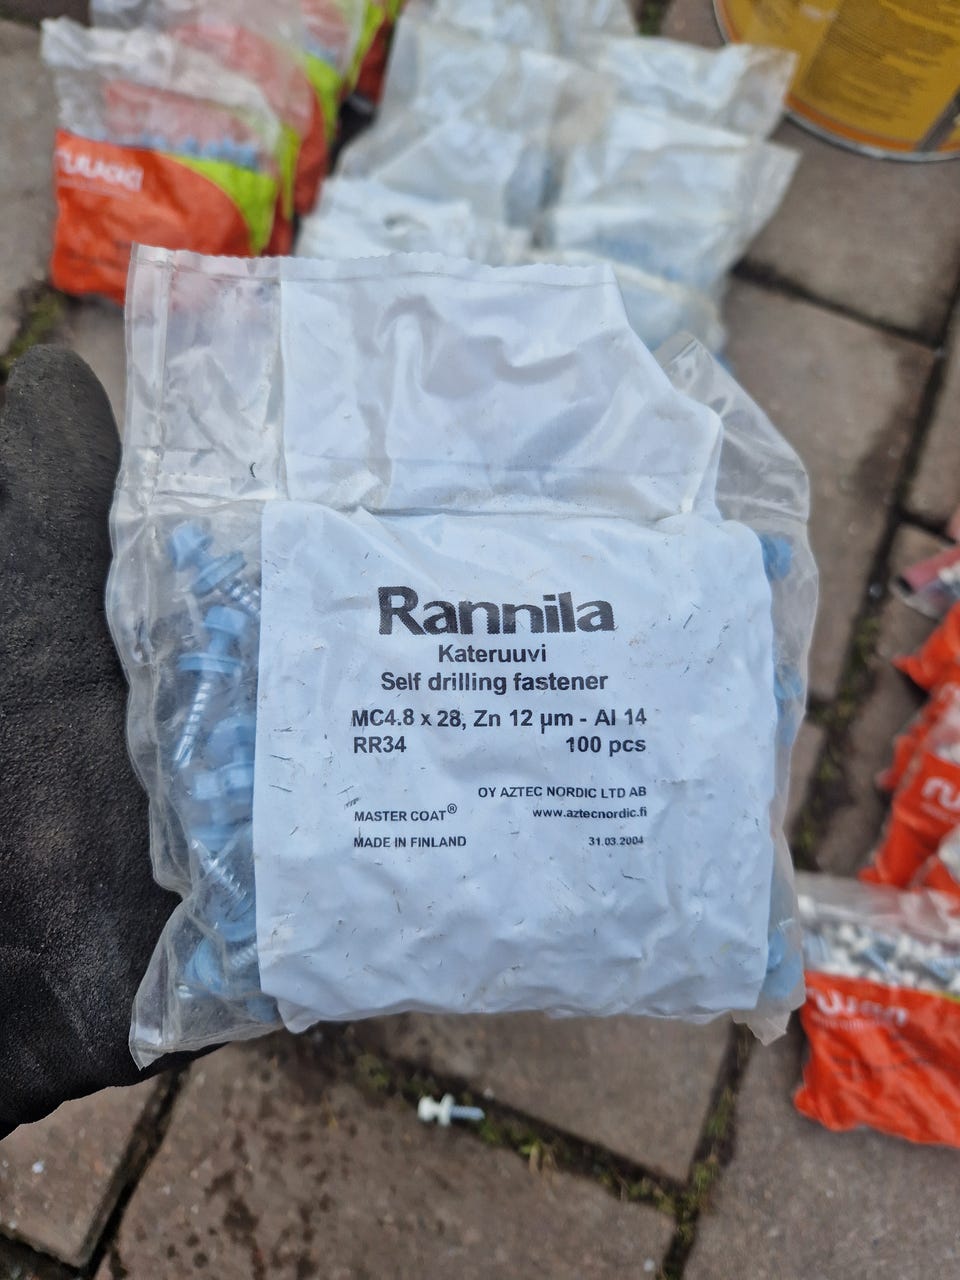 Rannila
Kateruuvi
Self drilling fastener
MC4.8 x 28, Zn 12 µm - Al 14
RR34 100 pcs
OY AZTEC NORDIC LTD AB
MASTER COAT® www.aztecnordic.fi
MADE IN FINLAND 31.03.2004